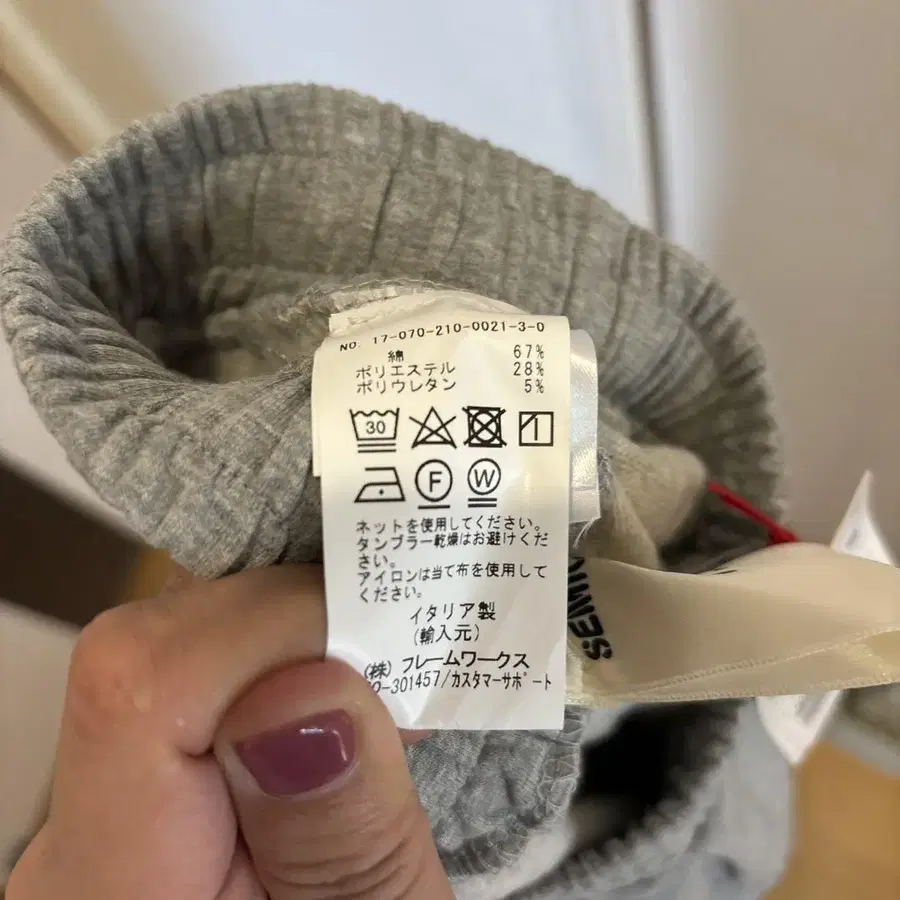 NO. 17-070-210-0021-3-0
綿 67%
ポリエステル 28%
ポリウレタン 5%
30
F W
ネットを使用してください。
タンブラー乾燥はお避けくだ
さい。
アイロンは当て布を使用して
ください。
イタリア製
(輸入元)
(株) フレームワークス
-301457/カスタマーサポート